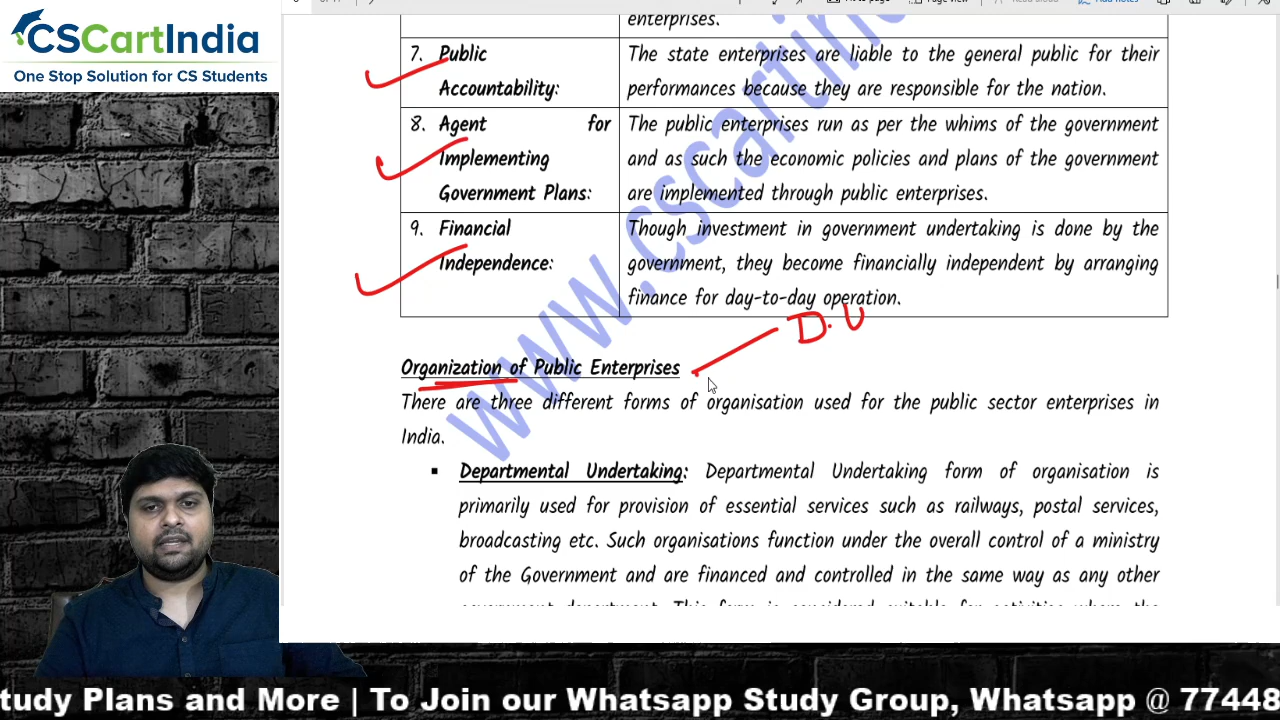 CSCartIndia
One Stop Solution for CS Students
enterprises.
7. Public Accountability:
The state enterprises are liable to the general public for their
performances because they are responsible for the nation.
8. Agent for Implementing Government Plans:
The public enterprises run as per the whims of the government
and as such the economic policies and plans of the government
are implemented through public enterprises.
9. Financial Independence:
Though investment in government undertaking is done by the
government, they become financially independent by arranging
finance for day-to-day operation.
D.U
Organization of Public Enterprises
There are three different forms of organisation used for the public sector enterprises in
India.
▪ Departmental Undertaking: Departmental Undertaking form of organisation is
primarily used for provision of essential services such as railways, postal services,
broadcasting etc. Such organisations function under the overall control of a ministry
of the Government and are financed and controlled in the same way as any other
www.cscartin
tudy Plans and More | To Join our Whatsapp Study Group, Whatsapp @ 77448